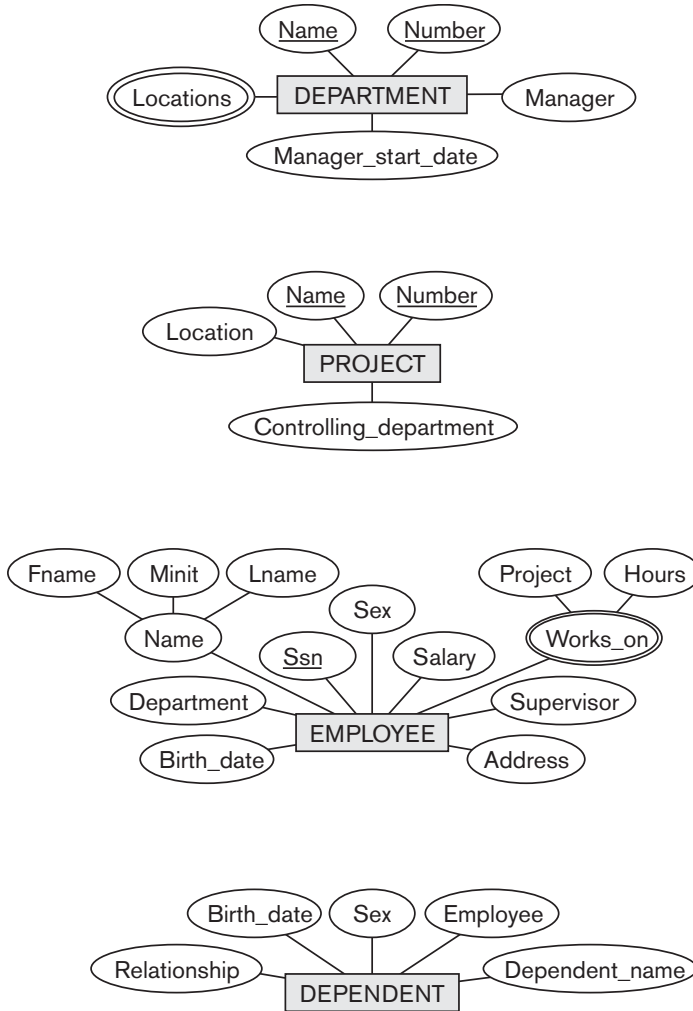 Name Number
Locations DEPARTMENT Manager
Manager_start_date
Name Number
Location
PROJECT
Controlling_department
Fname Minit Lname Project Hours
Sex
Name Works_on
Ssn Salary
Department Supervisor
EMPLOYEE
Birth_date Address
Birth_date Sex Employee
Relationship Dependent_name
DEPENDENT